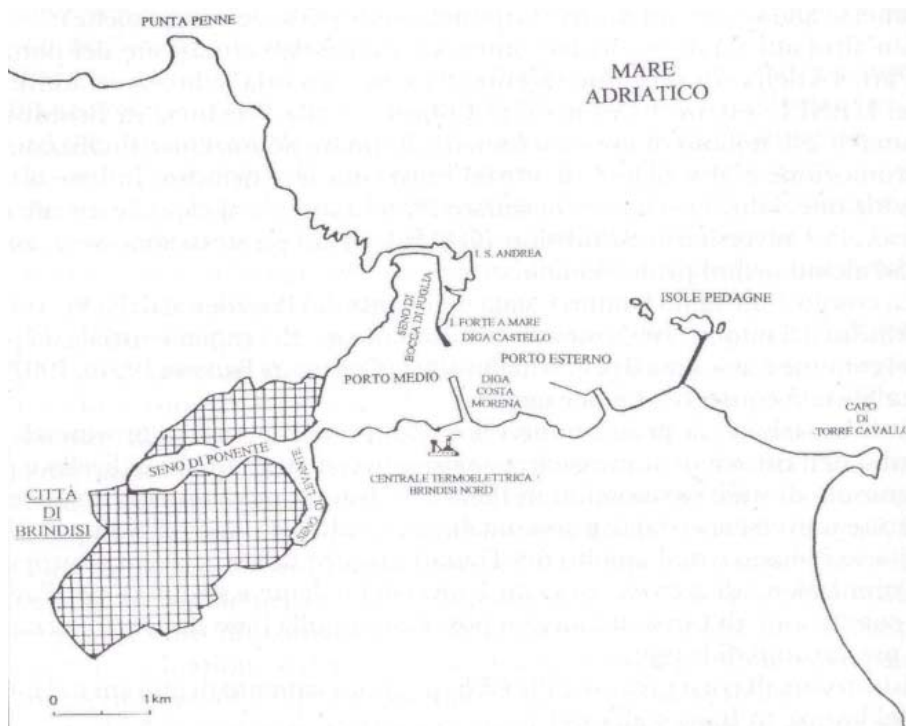 PUNTA PENNE
MARE
ADRIATICO
I. S. ANDREA
SENO DI
BOCCA DI PUGLIA
ISOLE PEDAGNE
I. FORTE A MARE
DIGA CASTELLO
PORTO ESTERNO
PORTO MEDIO
DIGA
COSTA
MORENA
CAPO
DI
TORRE CAVALLO
SENO DI PONENTE
SENO DI LEVANTE
CENTRALE TERMOELETTRICA
BRINDISI NORD
CITTÀ
DI
BRINDISI
0 1 km